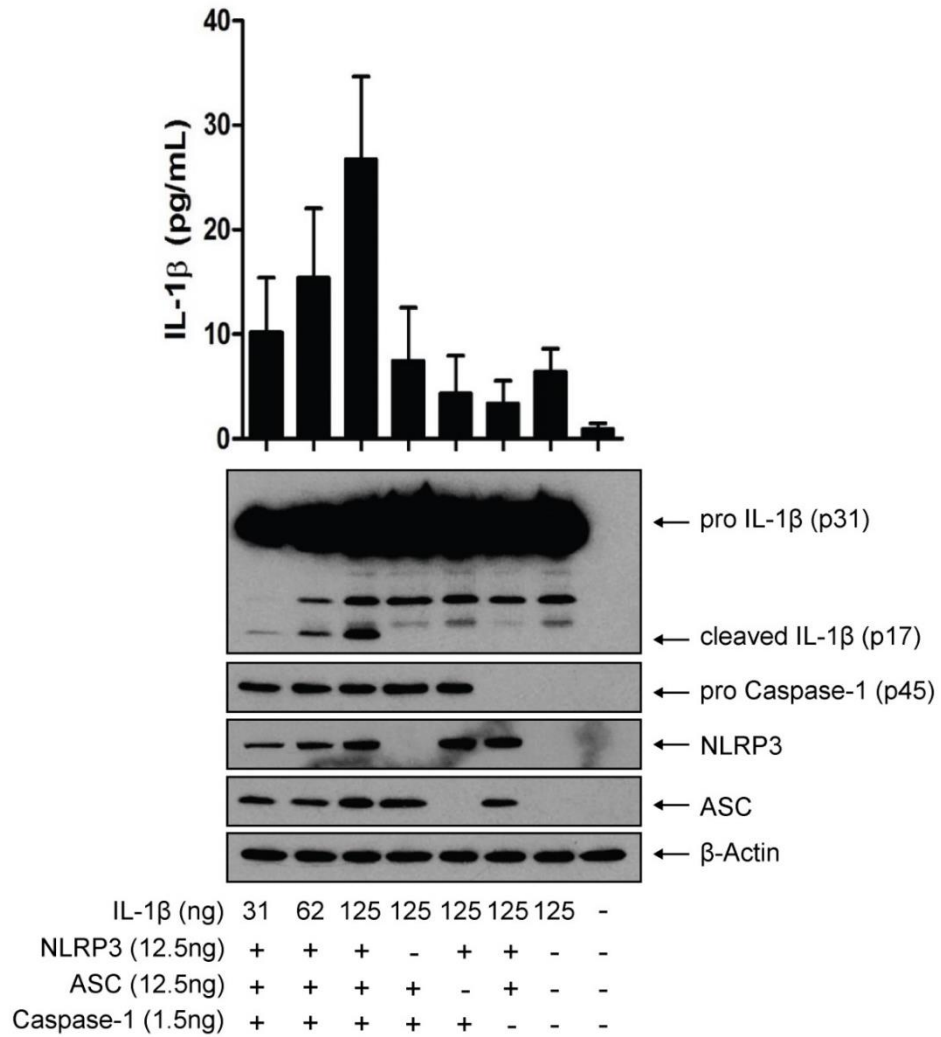 40
30
20
10
0
IL-1β (pg/mL)
pro IL-1β (p31)
cleaved IL-1β (p17)
pro Caspase-1 (p45)
NLRP3
ASC
β-Actin
IL-1β (ng) 31 62 125 125 125 125 125 -
NLRP3 (12.5ng) + + + - + + - -
ASC (12.5ng) + + + + - + - -
Caspase-1 (1.5ng) + + + + + - - -